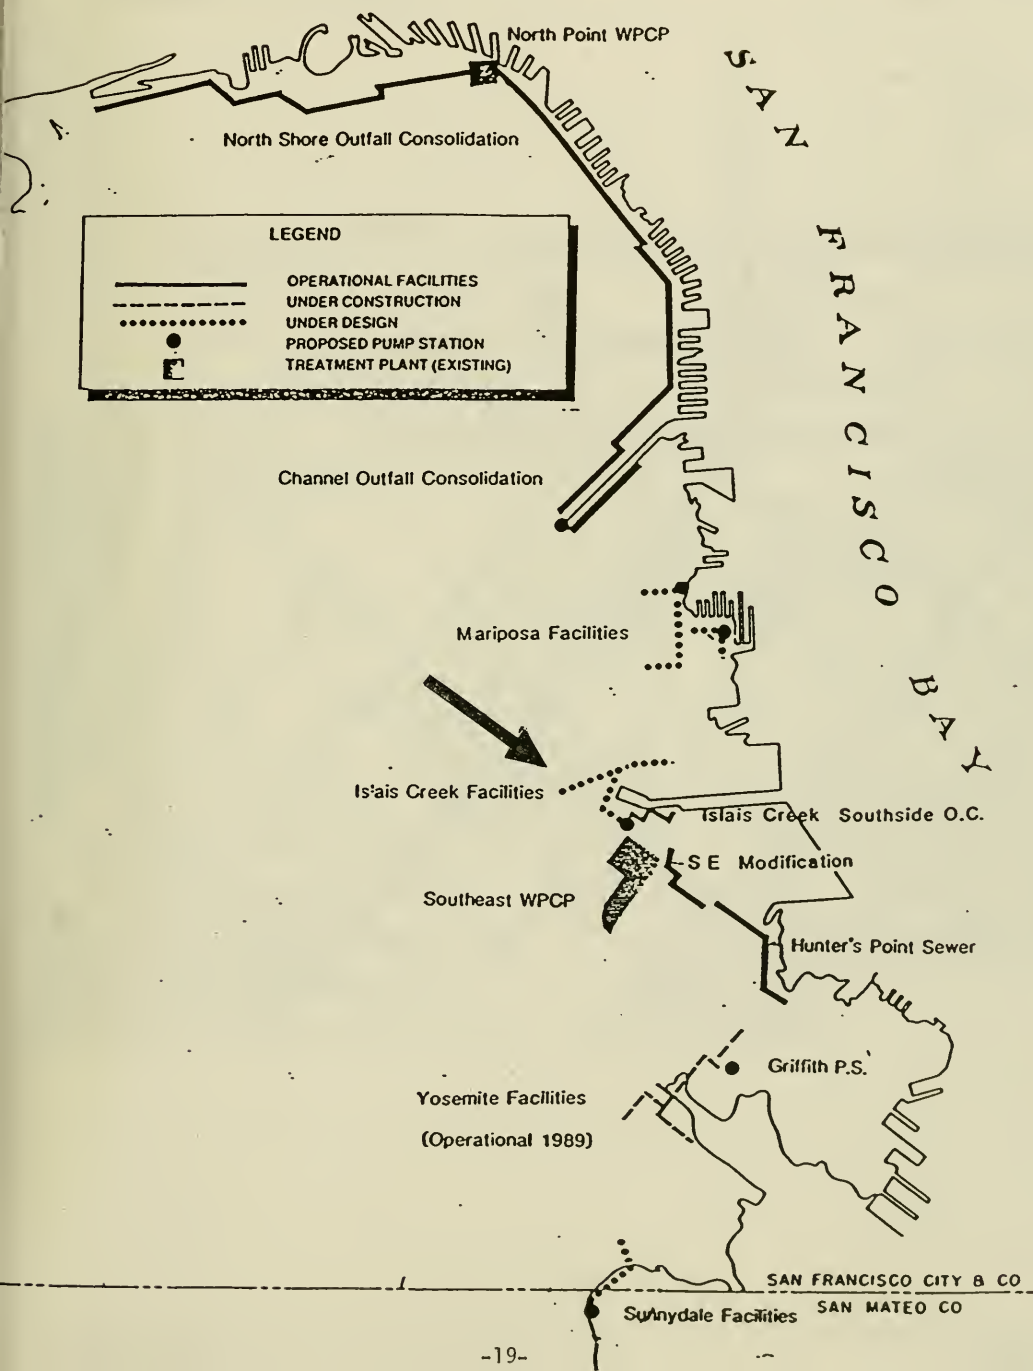 North Point WPCP
SAN FRANCISCO BAY
North Shore Outfall Consolidation
LEGEND
OPERATIONAL FACILITIES
UNDER CONSTRUCTION
UNDER DESIGN
PROPOSED PUMP STATION
TREATMENT PLANT (EXISTING)
Channel Outfall Consolidation
Mariposa Facilities
Islais Creek Facilities
Islais Creek Southside O.C.
S E Modification
Southeast WPCP
Hunter's Point Sewer
Griffith P.S.
Yosemite Facilities
(Operational 1989)
SAN FRANCISCO CITY & CO
SAN MATEO CO
Sunnydale Facilities
-19-